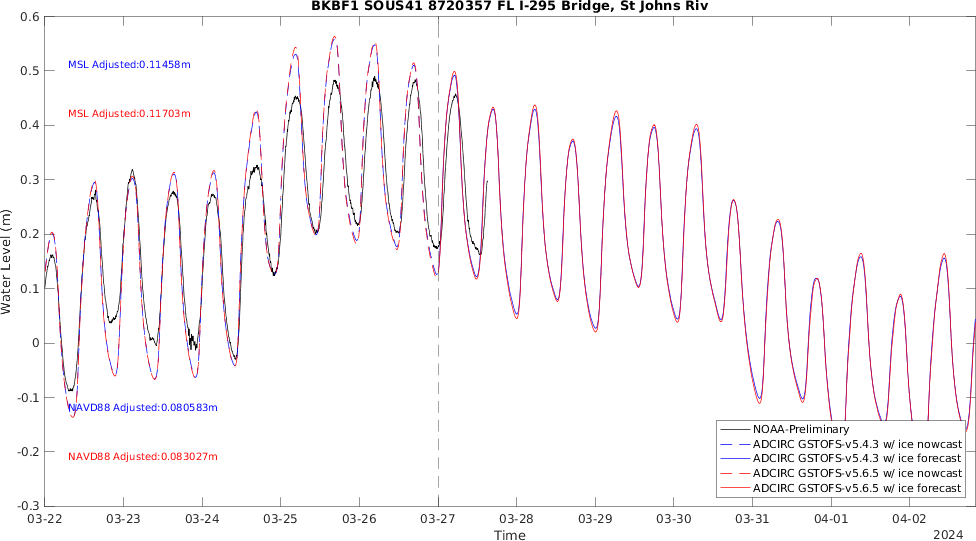 BKBF1 SOUS41 8720357 FL I-295 Bridge, St Johns Riv
0.6
0.5
0.4
0.3
0.2
0.1
0
-0.1
-0.2
-0.3
Water Level (m)
MSL Adjusted:0.11458m
MSL Adjusted:0.11703m
NAVD88 Adjusted:0.080583m
NAVD88 Adjusted:0.083027m
NOAA-Preliminary
ADCIRC GSTOFS-v5.4.3 w/ ice nowcast
ADCIRC GSTOFS-v5.4.3 w/ ice forecast
ADCIRC GSTOFS-v5.6.5 w/ ice nowcast
ADCIRC GSTOFS-v5.6.5 w/ ice forecast
03-22 03-23 03-24 03-25 03-26 03-27 03-28 03-29 03-30 03-31 04-01 04-02
Time
2024